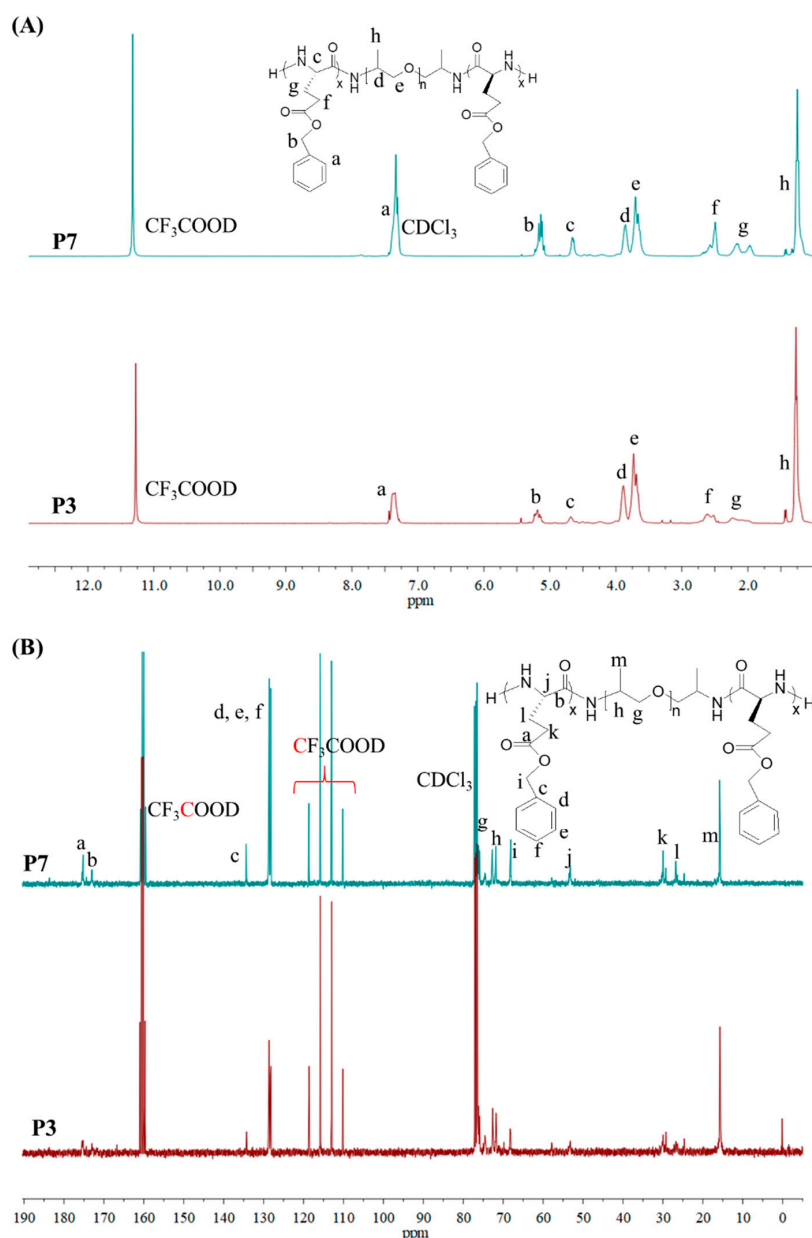 (A)
h
H
N
c
O
N
H
d
O
e
n
N
H
O
H
N
H
x
g
f
O
O
b
a
O
O
x
P7
CF3COOD
a
CDCl3
b
c
d
e
f
g
h
P3
CF3COOD
a
b
c
d
e
f
g
h
12.0 11.0 10.0 9.0 8.0 7.0 6.0 5.0 4.0 3.0 2.0
ppm
(B)
H
H
N
j
O
b
x
N
H
m
h
g
O
n
N
H
O
H
N
H
x
l
k
a
O
O
i
c
d
e
f
O
O
P7
a
b
CF3COOD
c
d, e, f
CF3COOD
CDCl3
g
h
i
j
k
l
m
P3
190 180 170 160 150 140 130 120 110 100 90 80 70 60 50 40 30 20 10 0
ppm